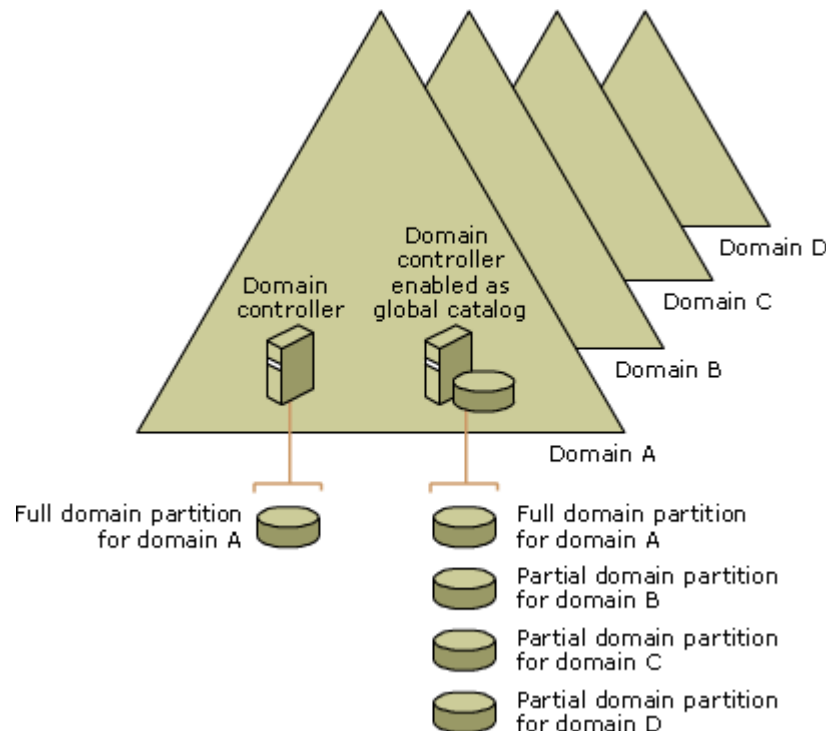 Domain D
Domain C
Domain B
Domain A
Domain
controller
Domain
controller
enabled as
global catalog
Full domain partition
for domain A
Full domain partition
for domain A
Partial domain partition
for domain B
Partial domain partition
for domain C
Partial domain partition
for domain D